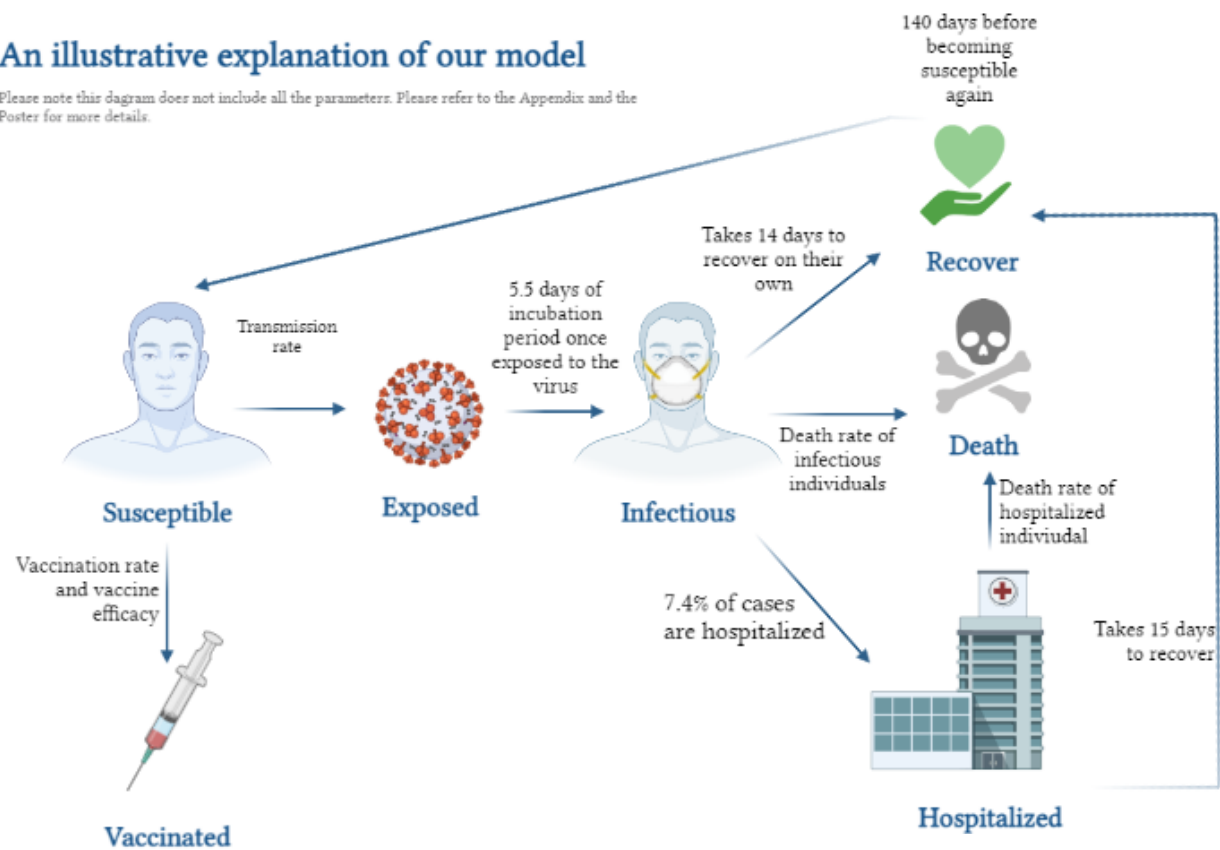 An illustrative explanation of our model
Please note this dagram does not include all the parameters. Please refer to the Appendix and the
Poster for more details.
140 days before
becoming
susceptible
again
Recover
Takes 14 days to
recover on their
own
5.5 days of
incubation
period once
exposed to the
virus
Transmission
rate
Death
Death rate of
infectious
individuals
Susceptible
Exposed
Infectious
Death rate of
hospitalized
indiviudal
Vaccination rate
and vaccine
efficacy
7.4% of cases
are hospitalized
Takes 15 days
to recover
Hospitalized
Vaccinated